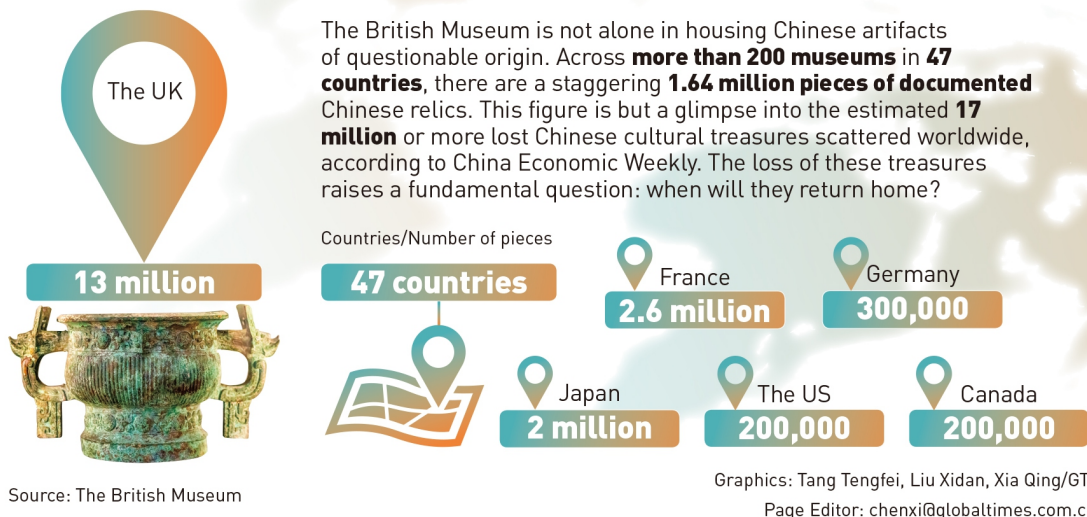 The UK
13 million
Source: The British Museum
The British Museum is not alone in housing Chinese artifacts
of questionable origin. Across more than 200 museums in 47
countries, there are a staggering 1.64 million pieces of documented
Chinese relics. This figure is but a glimpse into the estimated 17
million or more lost Chinese cultural treasures scattered worldwide,
according to China Economic Weekly. The loss of these treasures
raises a fundamental question: when will they return home?
Countries/Number of pieces
47 countries
France
2.6 million
Germany
300,000
Japan
2 million
The US
200,000
Canada
200,000
Graphics: Tang Tengfei, Liu Xidan, Xia Qing/GT
Page Editor: chenxi@globaltimes.com.c